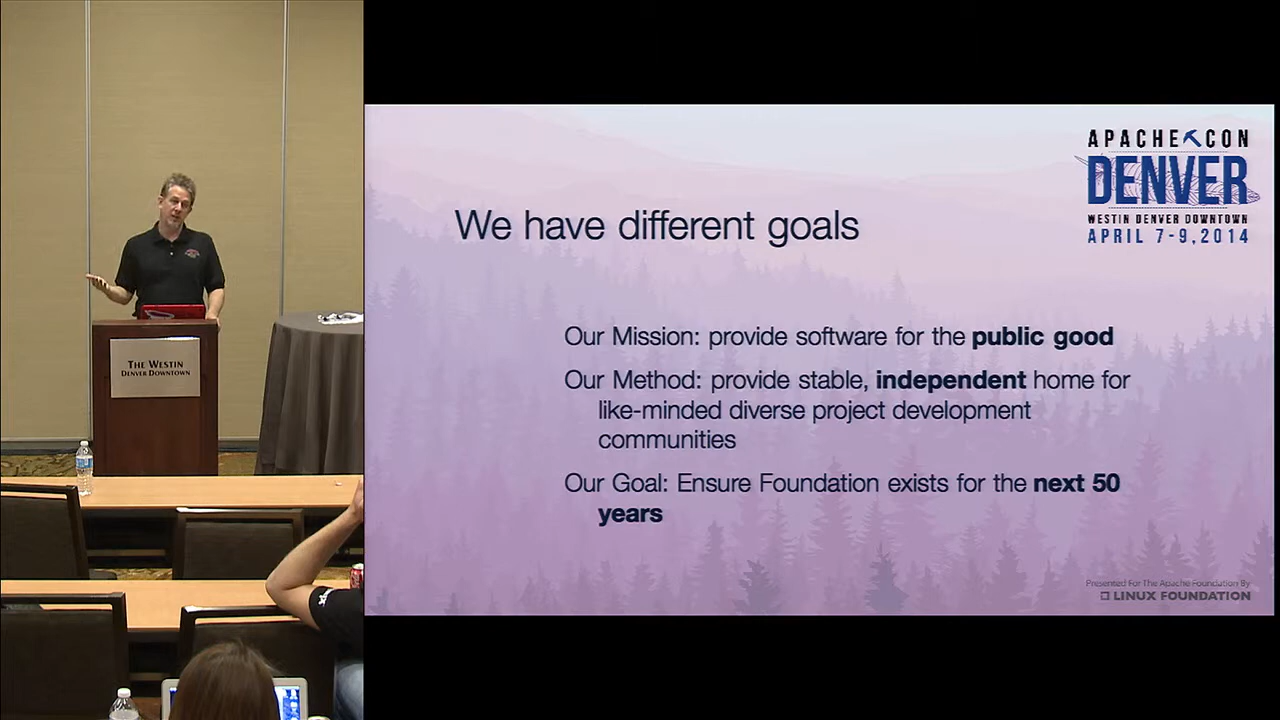 APACHE CON
DENVER
WESTIN DENVER DOWNTOWN
APRIL 7-9, 2014
We have different goals
Our Mission: provide software for the public good
Our Method: provide stable, independent home for
like-minded diverse project development
communities
Our Goal: Ensure Foundation exists for the next 50
years
Presented For The Apache Foundation By
LINUX FOUNDATION
THE WESTIN
DENVER DOWNTOWN